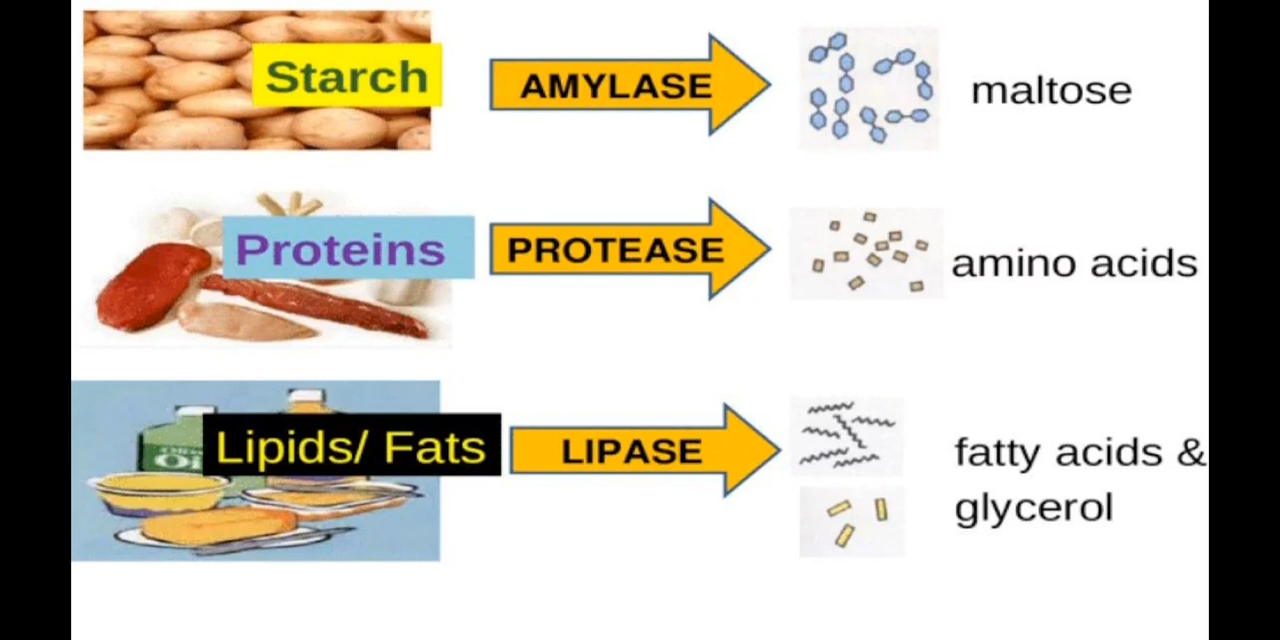 Starch
AMYLASE
maltose
Proteins
PROTEASE
amino acids
Lipids/ Fats
LIPASE
fatty acids &
glycerol